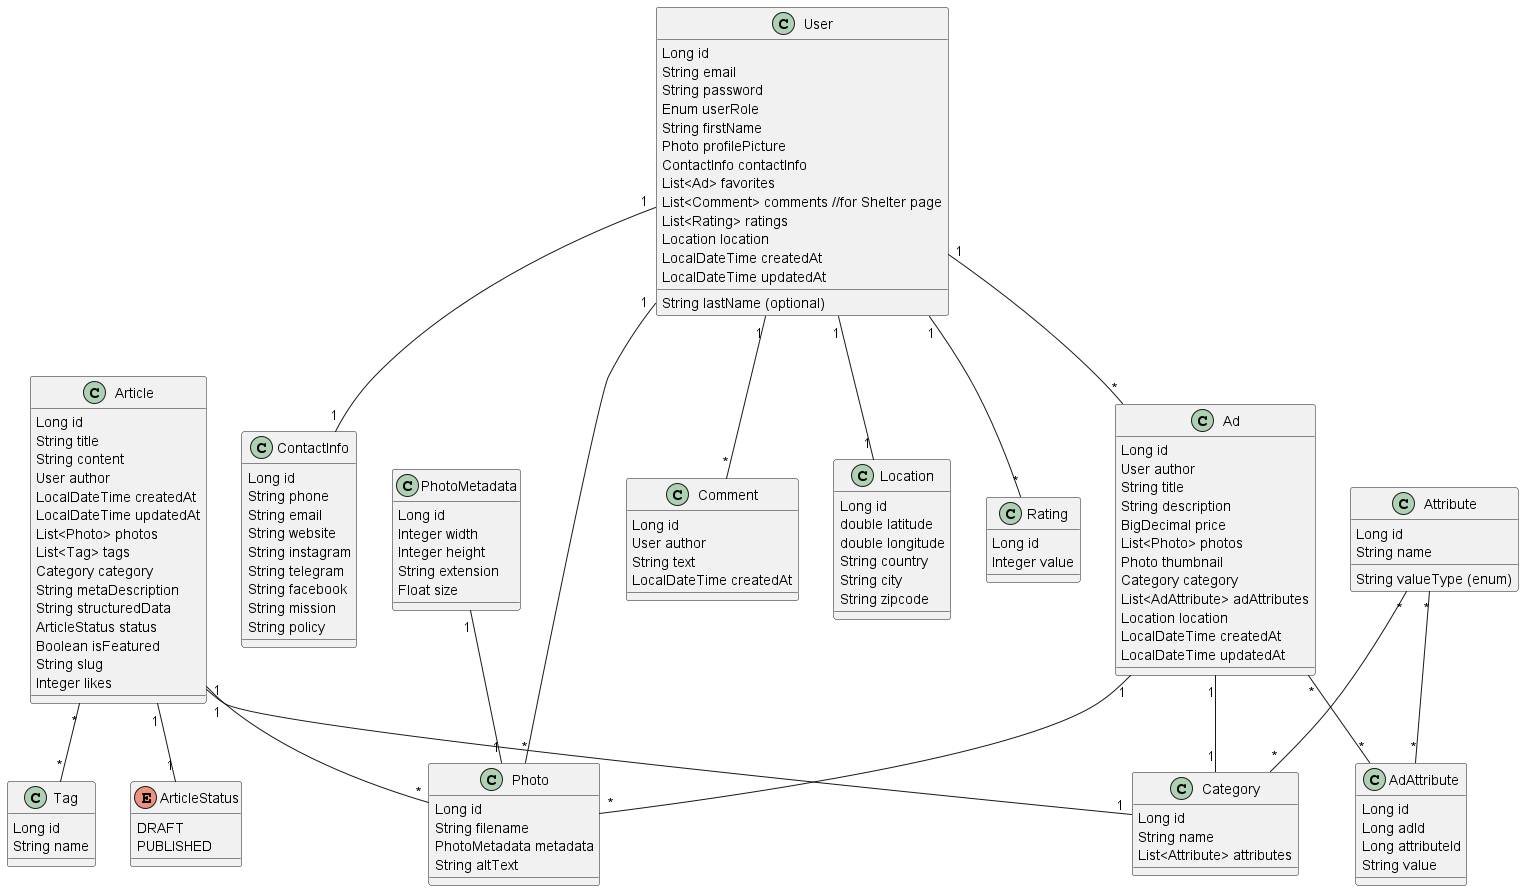 C User
Long id
String email
String password
Enum userRole
String firstName
Photo profilePicture
ContactInfo contactInfo
List<Ad> favorites
List<Comment> comments //for Shelter page
List<Rating> ratings
Location location
LocalDateTime createdAt
LocalDateTime updatedAt
String lastName (optional)
1
1
1
1
1
1
C Article
Long id
String title
String content
User author
LocalDateTime createdAt
LocalDateTime updatedAt
List<Photo> photos
List<Tag> tags
Category category
String metaDescription
String structuredData
ArticleStatus status
Boolean isFeatured
String slug
Integer likes
1
C ContactInfo
Long id
String phone
String email
String website
String instagram
String telegram
String facebook
String mission
String policy
C PhotoMetadata
Long id
Integer width
Integer height
String extension
Float size
*
C Comment
Long id
User author
String text
LocalDateTime createdAt
1
C Location
Long id
double latitude
double longitude
String country
String city
String zipcode
*
C Rating
Long id
Integer value
*
C Ad
Long id
User author
String title
String description
BigDecimal price
List<Photo> photos
Photo thumbnail
Category category
List<AdAttribute> adAttributes
Location location
LocalDateTime createdAt
LocalDateTime updatedAt
C Attribute
Long id
String name
String valueType (enum)
* *
1
1
1
* 1
1 1 *
* 1
1 *
* *
1
* *
* 1
C Tag
Long id
String name
E ArticleStatus
DRAFT
PUBLISHED
C Photo
Long id
String filename
PhotoMetadata metadata
String altText
C Category
Long id
String name
List<Attribute> attributes
C AdAttribute
Long id
Long adId
Long attributeId
String value